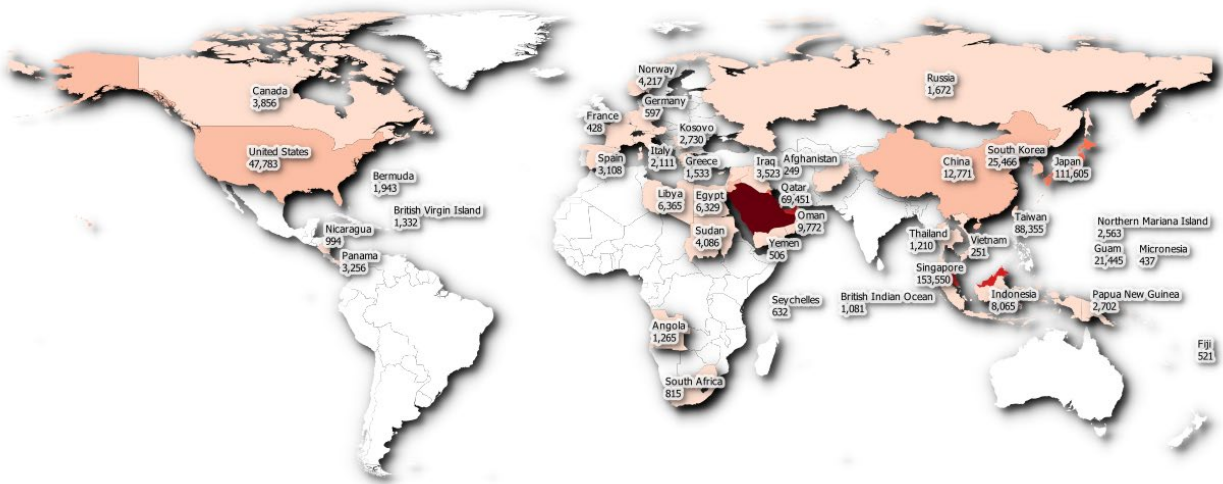 Canada
3,856
United States
47,783
Bermuda
1,943
British Virgin Island
1,332
Nicaragua
994
Panama
3,256
Norway
4,217
Germany
597
France
428
Kosovo
2,730
Spain
3,108
Italy
2,111
Greece
1,533
Iraq
3,523
Afghanistan
249
Russia
1,672
China
12,771
South Korea
25,466
Japan
111,605
Libya
6,365
Egypt
6,329
Qatar
69,451
Oman
9,772
Sudan
4,086
Yemen
506
Taiwan
88,355
Thailand
1,210
Vietnam
251
Northern Mariana Island
2,563
Guam
21,445
Micronesia
437
Singapore
153,550
Indonesia
8,065
Papua New Guinea
2,702
Seychelles
632
British Indian Ocean
1,081
Angola
1,265
South Africa
815
Fiji
521